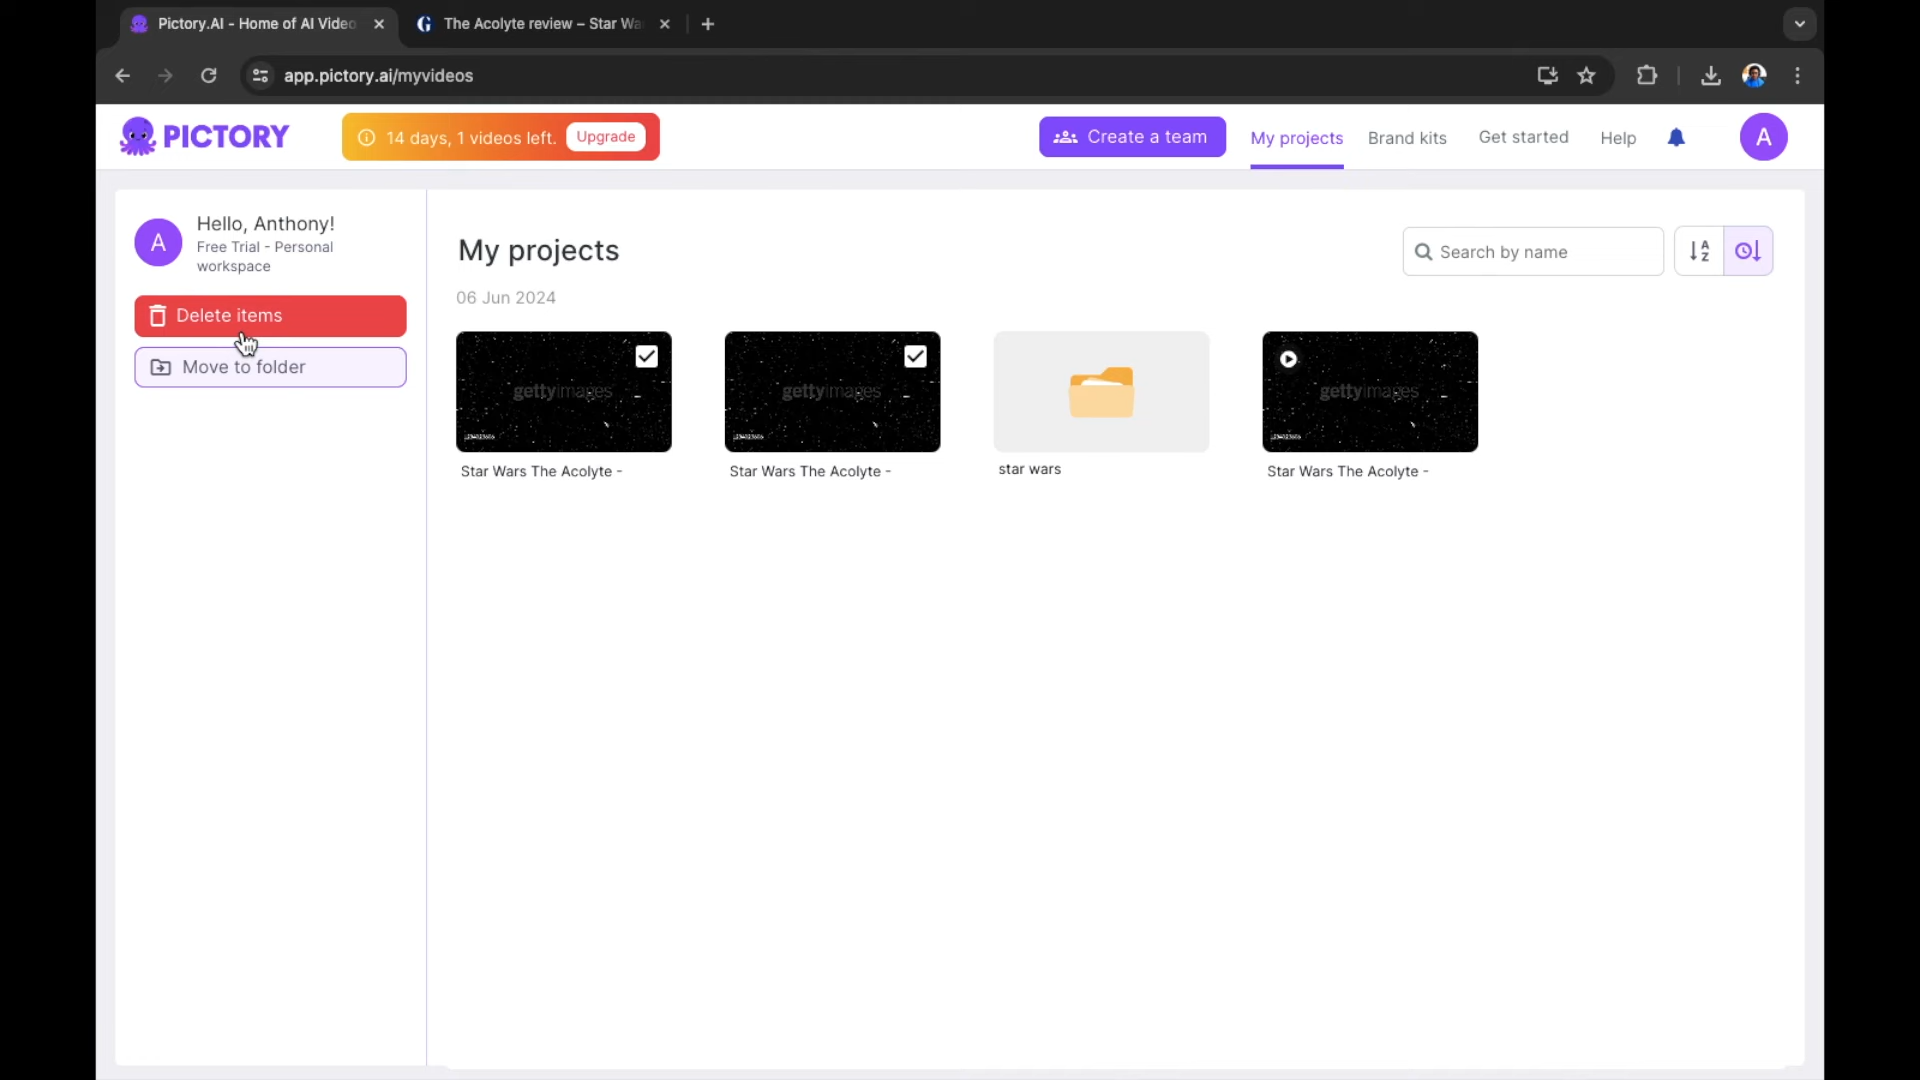 Pictory.AI - Home of AI Video
The Acolyte review – Star Wa
app.pictory.ai/myvideos
PICTORY
14 days, 1 videos left.
Upgrade
Create a team
My projects
Brand kits
Get started
Help
A
A
Hello, Anthony!
Free Trial - Personal
workspace
Delete items
Move to folder
My projects
Search by name
A
Z
06 Jun 2024
gettyimages
gettyimages
gettyimages
Star Wars The Acolyte -
Star Wars The Acolyte -
star wars
Star Wars The Acolyte -